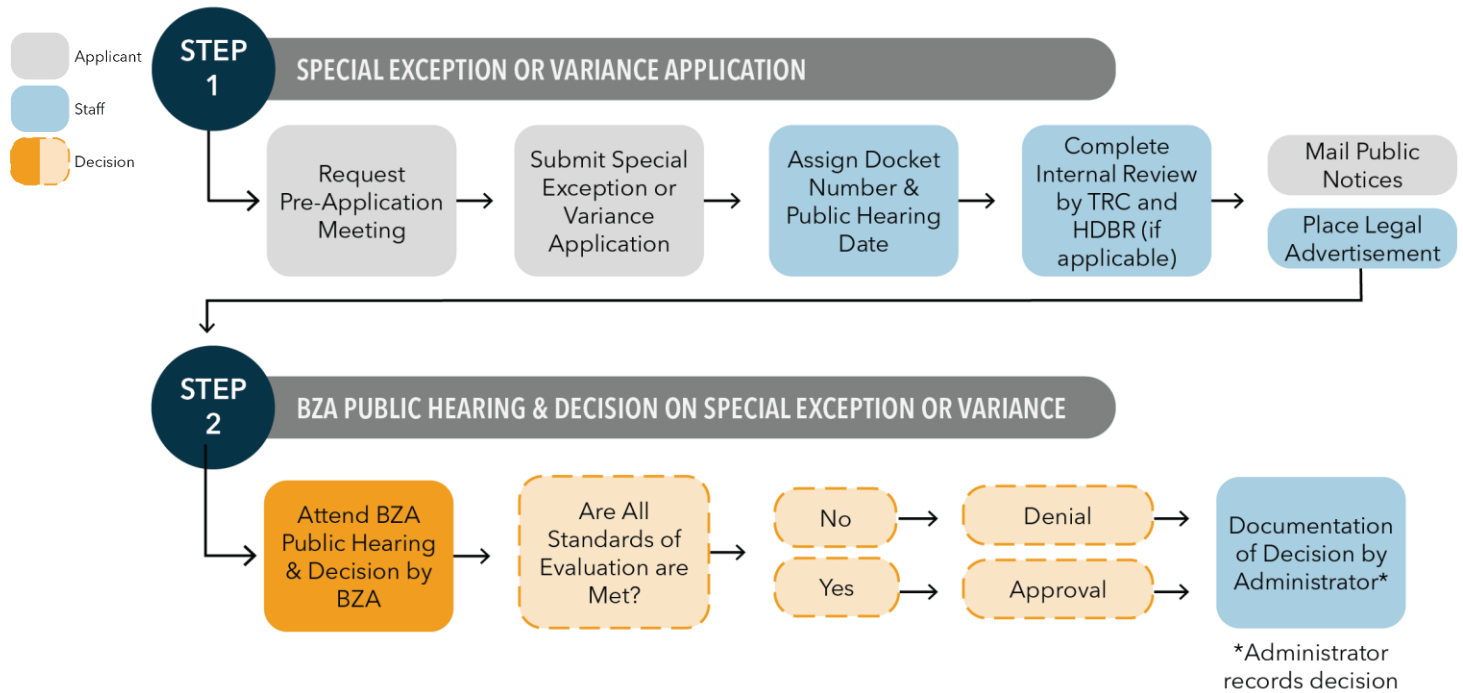 Applicant
Staff
Decision
STEP
1
SPECIAL EXCEPTION OR VARIANCE APPLICATION
Request
Pre-Application
Meeting
Submit Special
Exception or
Variance
Application
Assign Docket
Number &
Public Hearing
Date
Complete
Internal Review
by TRC and
HDBR (if
applicable)
Mail Public
Notices
Place Legal
Advertisement
STEP
2
BZA PUBLIC HEARING & DECISION ON SPECIAL EXCEPTION OR VARIANCE
Attend BZA
Public Hearing
& Decision by
BZA
Are All
Standards of
Evaluation are
Met?
No
Denial
Yes
Approval
Documentation
of Decision by
Administrator*
*Administrator
records decision